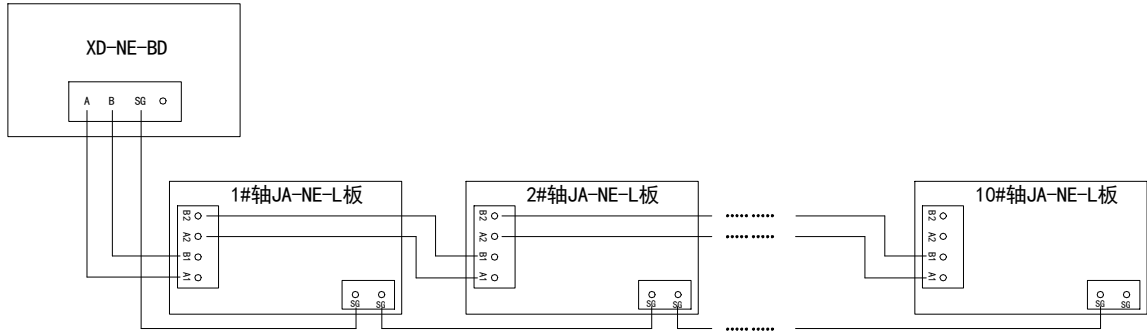 XD-NE-BD
A B SG
1#轴JA-NE-L板
B2
A2
B1
A1
SG SG
2#轴JA-NE-L板
B2
A2
B1
A1
SG SG
10#轴JA-NE-L板
B2
A2
B1
A1
SG SG